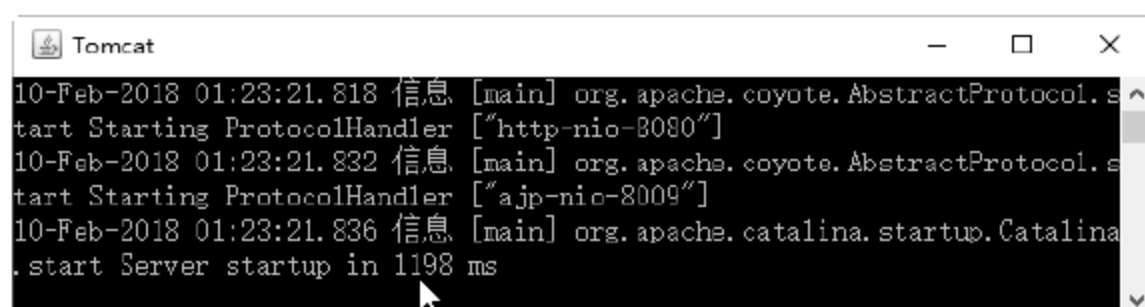 Tomcat
10-Feb-2018 01:23:21.818 信息 [main] org.apache.coyote.AbstractProtocol.s
tart Starting ProtocolHandler ["http-nio-8080"]
10-Feb-2018 01:23:21.832 信息 [main] org.apache.coyote.AbstractProtocol.s
tart Starting ProtocolHandler ["ajp-nio-8009"]
10-Feb-2018 01:23:21.836 信息 [main] org.apache.catalina.startup.Catalina
.start Server startup in 1198 ms